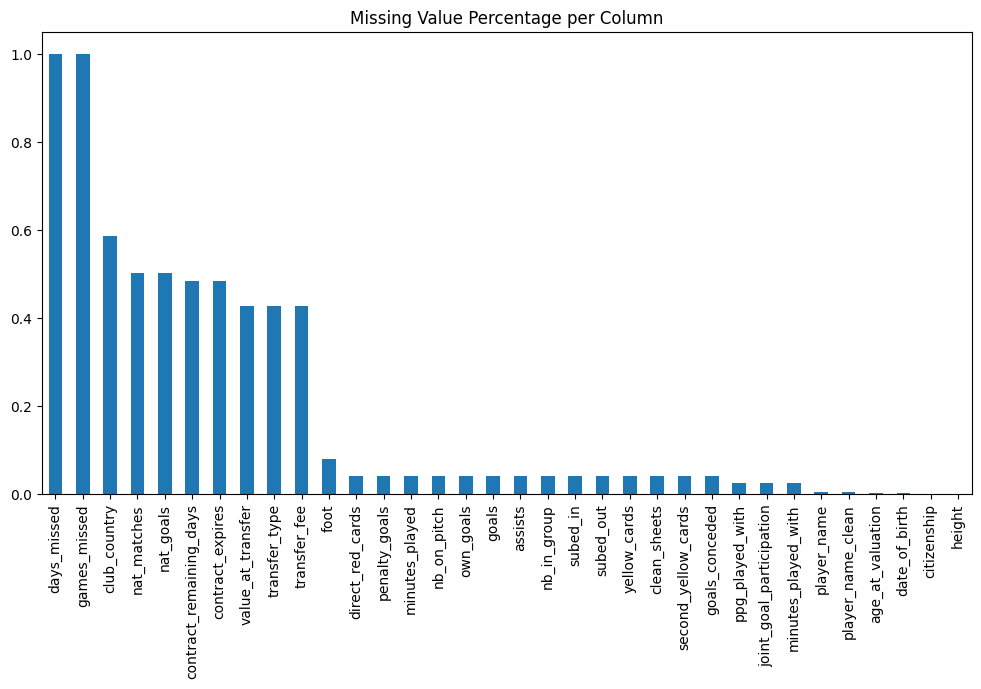 Missing Value Percentage per Column
1.0
0.8
0.6
0.4
0.2
0.0
days_missed
games_missed
club_country
nat_matches
nat_goals
contract_remaining_days
contract_expires
value_at_transfer
transfer_type
transfer_fee
foot
direct_red_cards
penalty_goals
minutes_played
nb_on_pitch
own_goals
goals
assists
nb_in_group
subed_in
subed_out
yellow_cards
clean_sheets
second_yellow_cards
goals_conceded
ppg_played_with
joint_goal_participation
minutes_played_with
player_name
player_name_clean
age_at_valuation
date_of_birth
citizenship
height